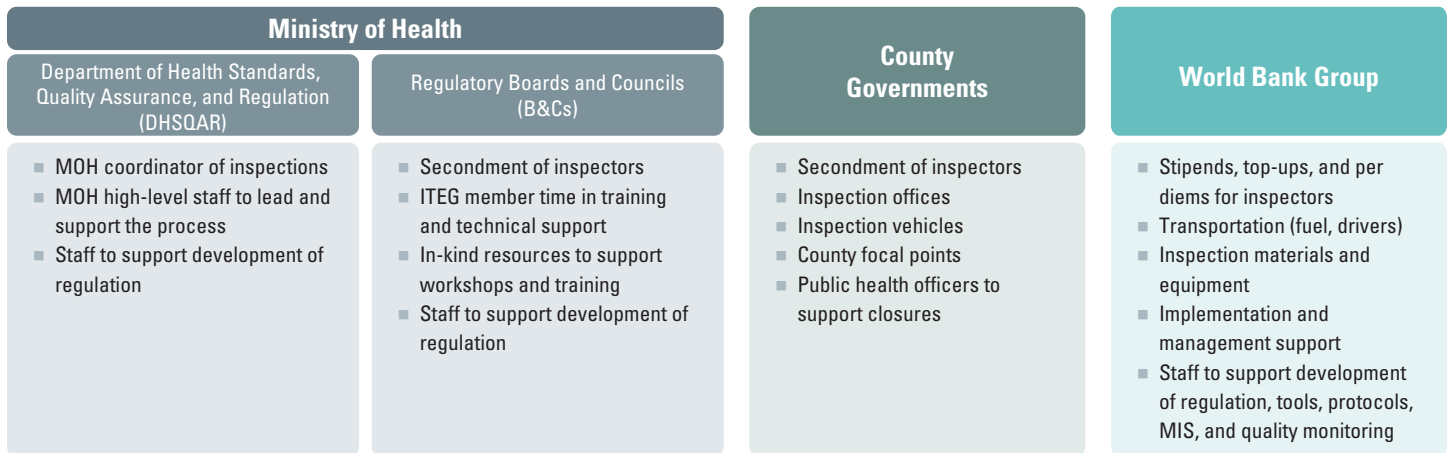 Ministry of Health
Department of Health Standards,
Quality Assurance, and Regulation
(DHSQAR)
MOH coordinator of inspections
MOH high-level staff to lead and
support the process
Staff to support development of
regulation
Regulatory Boards and Councils
(B&Cs)
Secondment of inspectors
ITEG member time in training
and technical support
In-kind resources to support
workshops and training
Staff to support development of
regulation
County
Governments
Secondment of inspectors
Inspection offices
Inspection vehicles
County focal points
Public health officers to
support closures
World Bank Group
Stipends, top-ups, and per
diems for inspectors
Transportation (fuel, drivers)
Inspection materials and
equipment
Implementation and
management support
Staff to support development
of regulation, tools, protocols,
MIS, and quality monitoring